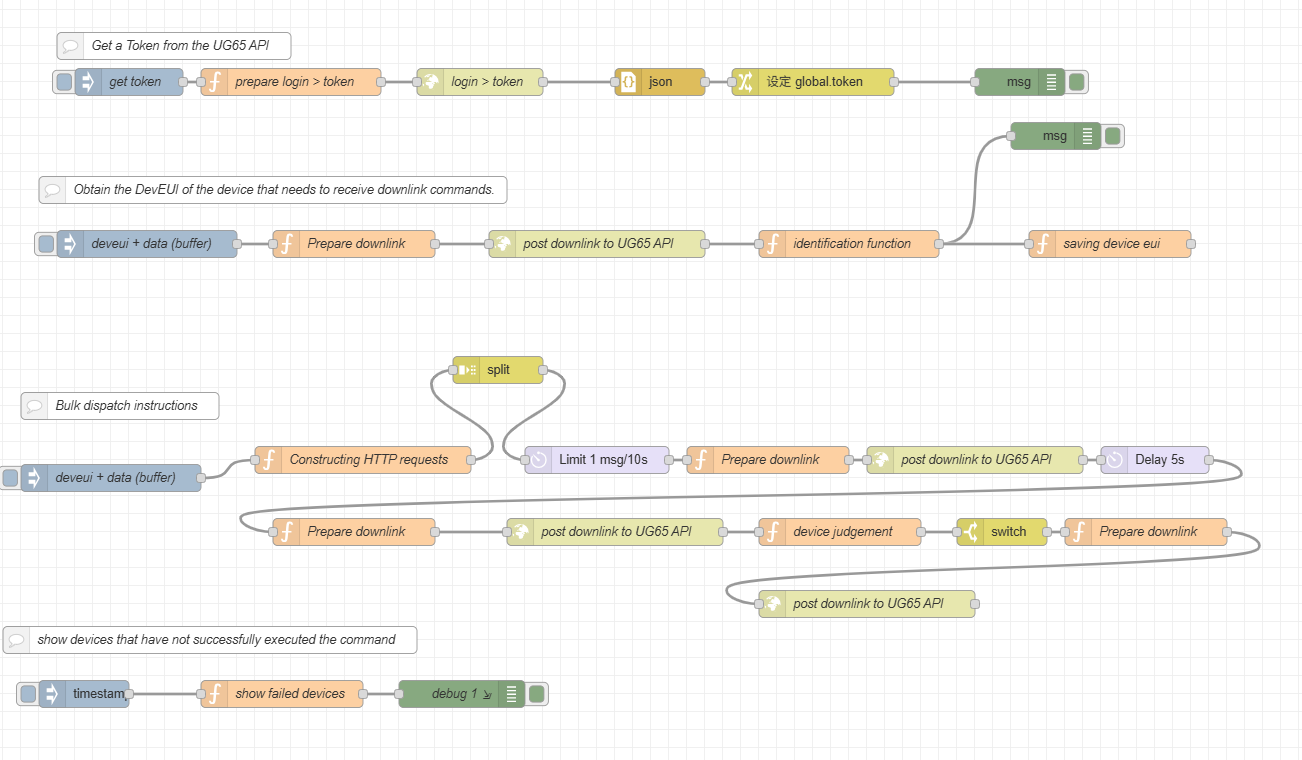 Get a Token from the UG65 API
get token
prepare login > token
login > token
json
设定 global.token
msg
msg
Obtain the DevEUI of the device that needs to receive downlink commands.
deveui + data (buffer)
Prepare downlink
post downlink to UG65 API
identification function
saving device eui
split
Bulk dispatch instructions
deveui + data (buffer)
Constructing HTTP requests
Limit 1 msg/10s
Prepare downlink
post downlink to UG65 API
Delay 5s
Prepare downlink
post downlink to UG65 API
device judgement
switch
Prepare downlink
post downlink to UG65 API
show devices that have not successfully executed the command
timestam
show failed devices
debug 1 ⇲